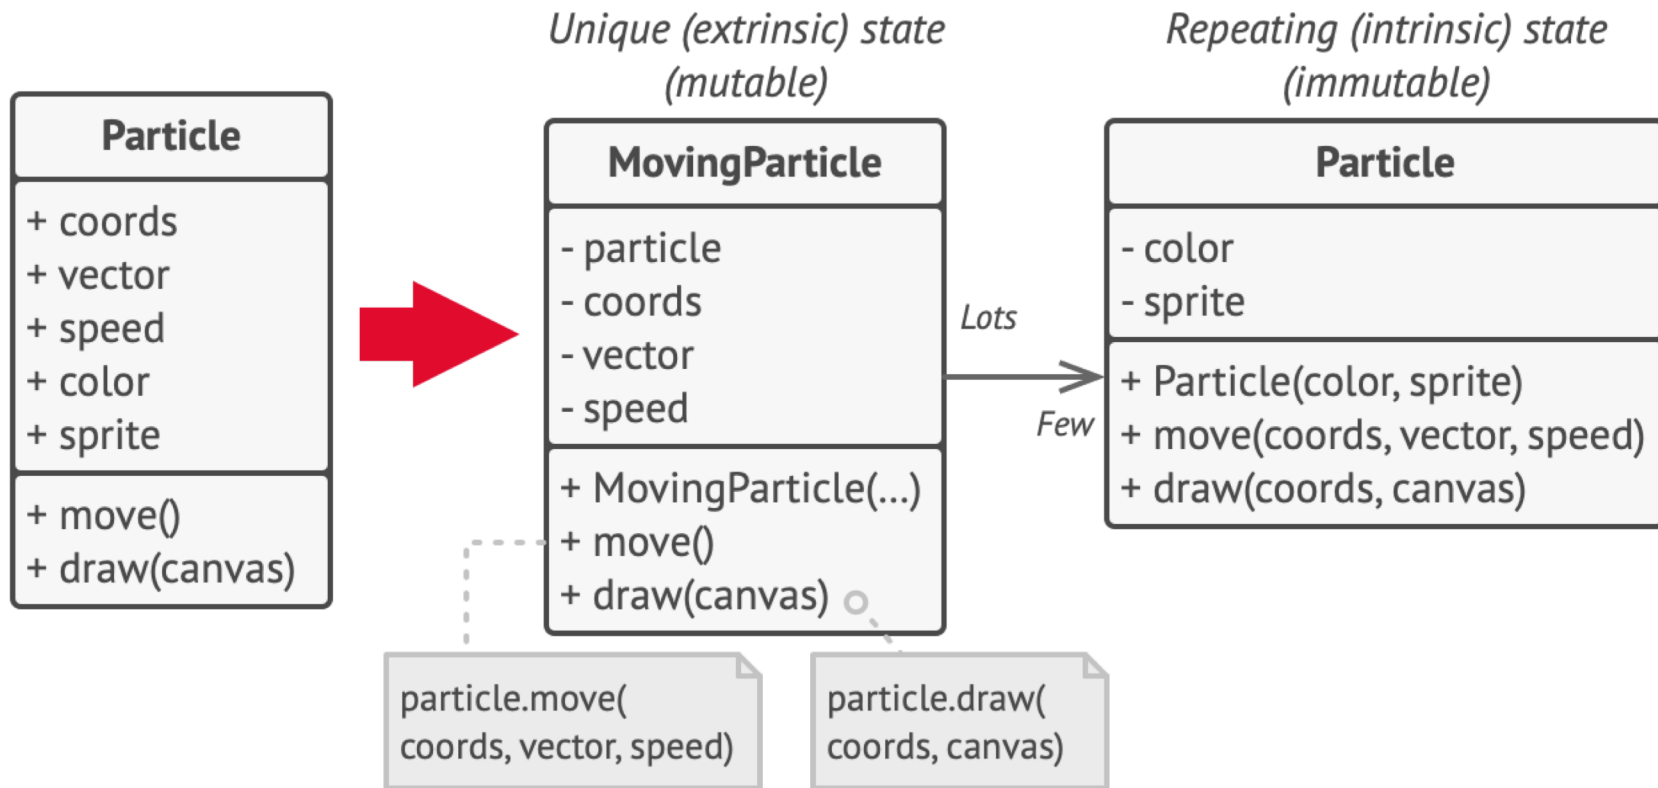 Particle
+ coords
+ vector
+ speed
+ color
+ sprite
+ move()
+ draw(canvas)
Unique (extrinsic) state
(mutable)
MovingParticle
- particle
- coords
- vector
- speed
+ MovingParticle(...)
+ move()
+ draw(canvas)
particle.move(
coords, vector, speed)
particle.draw(
coords, canvas)
Lots
Few
Repeating (intrinsic) state
(immutable)
Particle
- color
- sprite
+ Particle(color, sprite)
+ move(coords, vector, speed)
+ draw(coords, canvas)